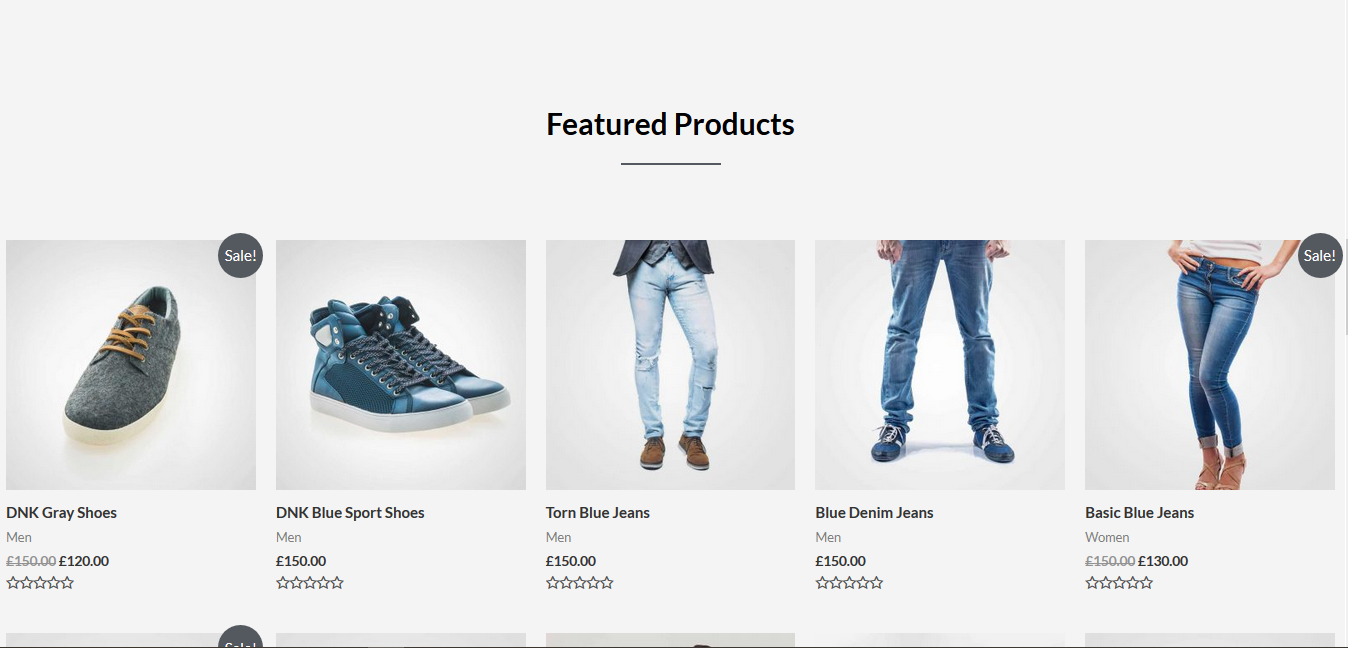 Featured Products
Sale!
Sale!
DNK Gray Shoes
Men
£150.00 £120.00
DNK Blue Sport Shoes
Men
£150.00
Torn Blue Jeans
Men
£150.00
Blue Denim Jeans
Men
£150.00
Basic Blue Jeans
Women
£150.00 £130.00